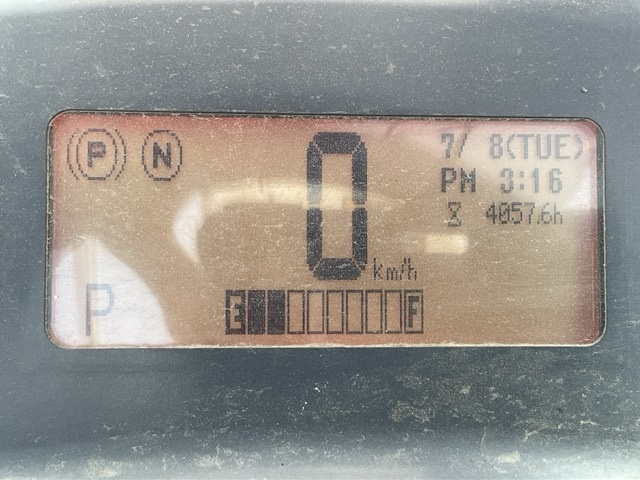 P N
0 km/h
7/ 8(TUE)
PM 3:16
4057.6h
P
E F